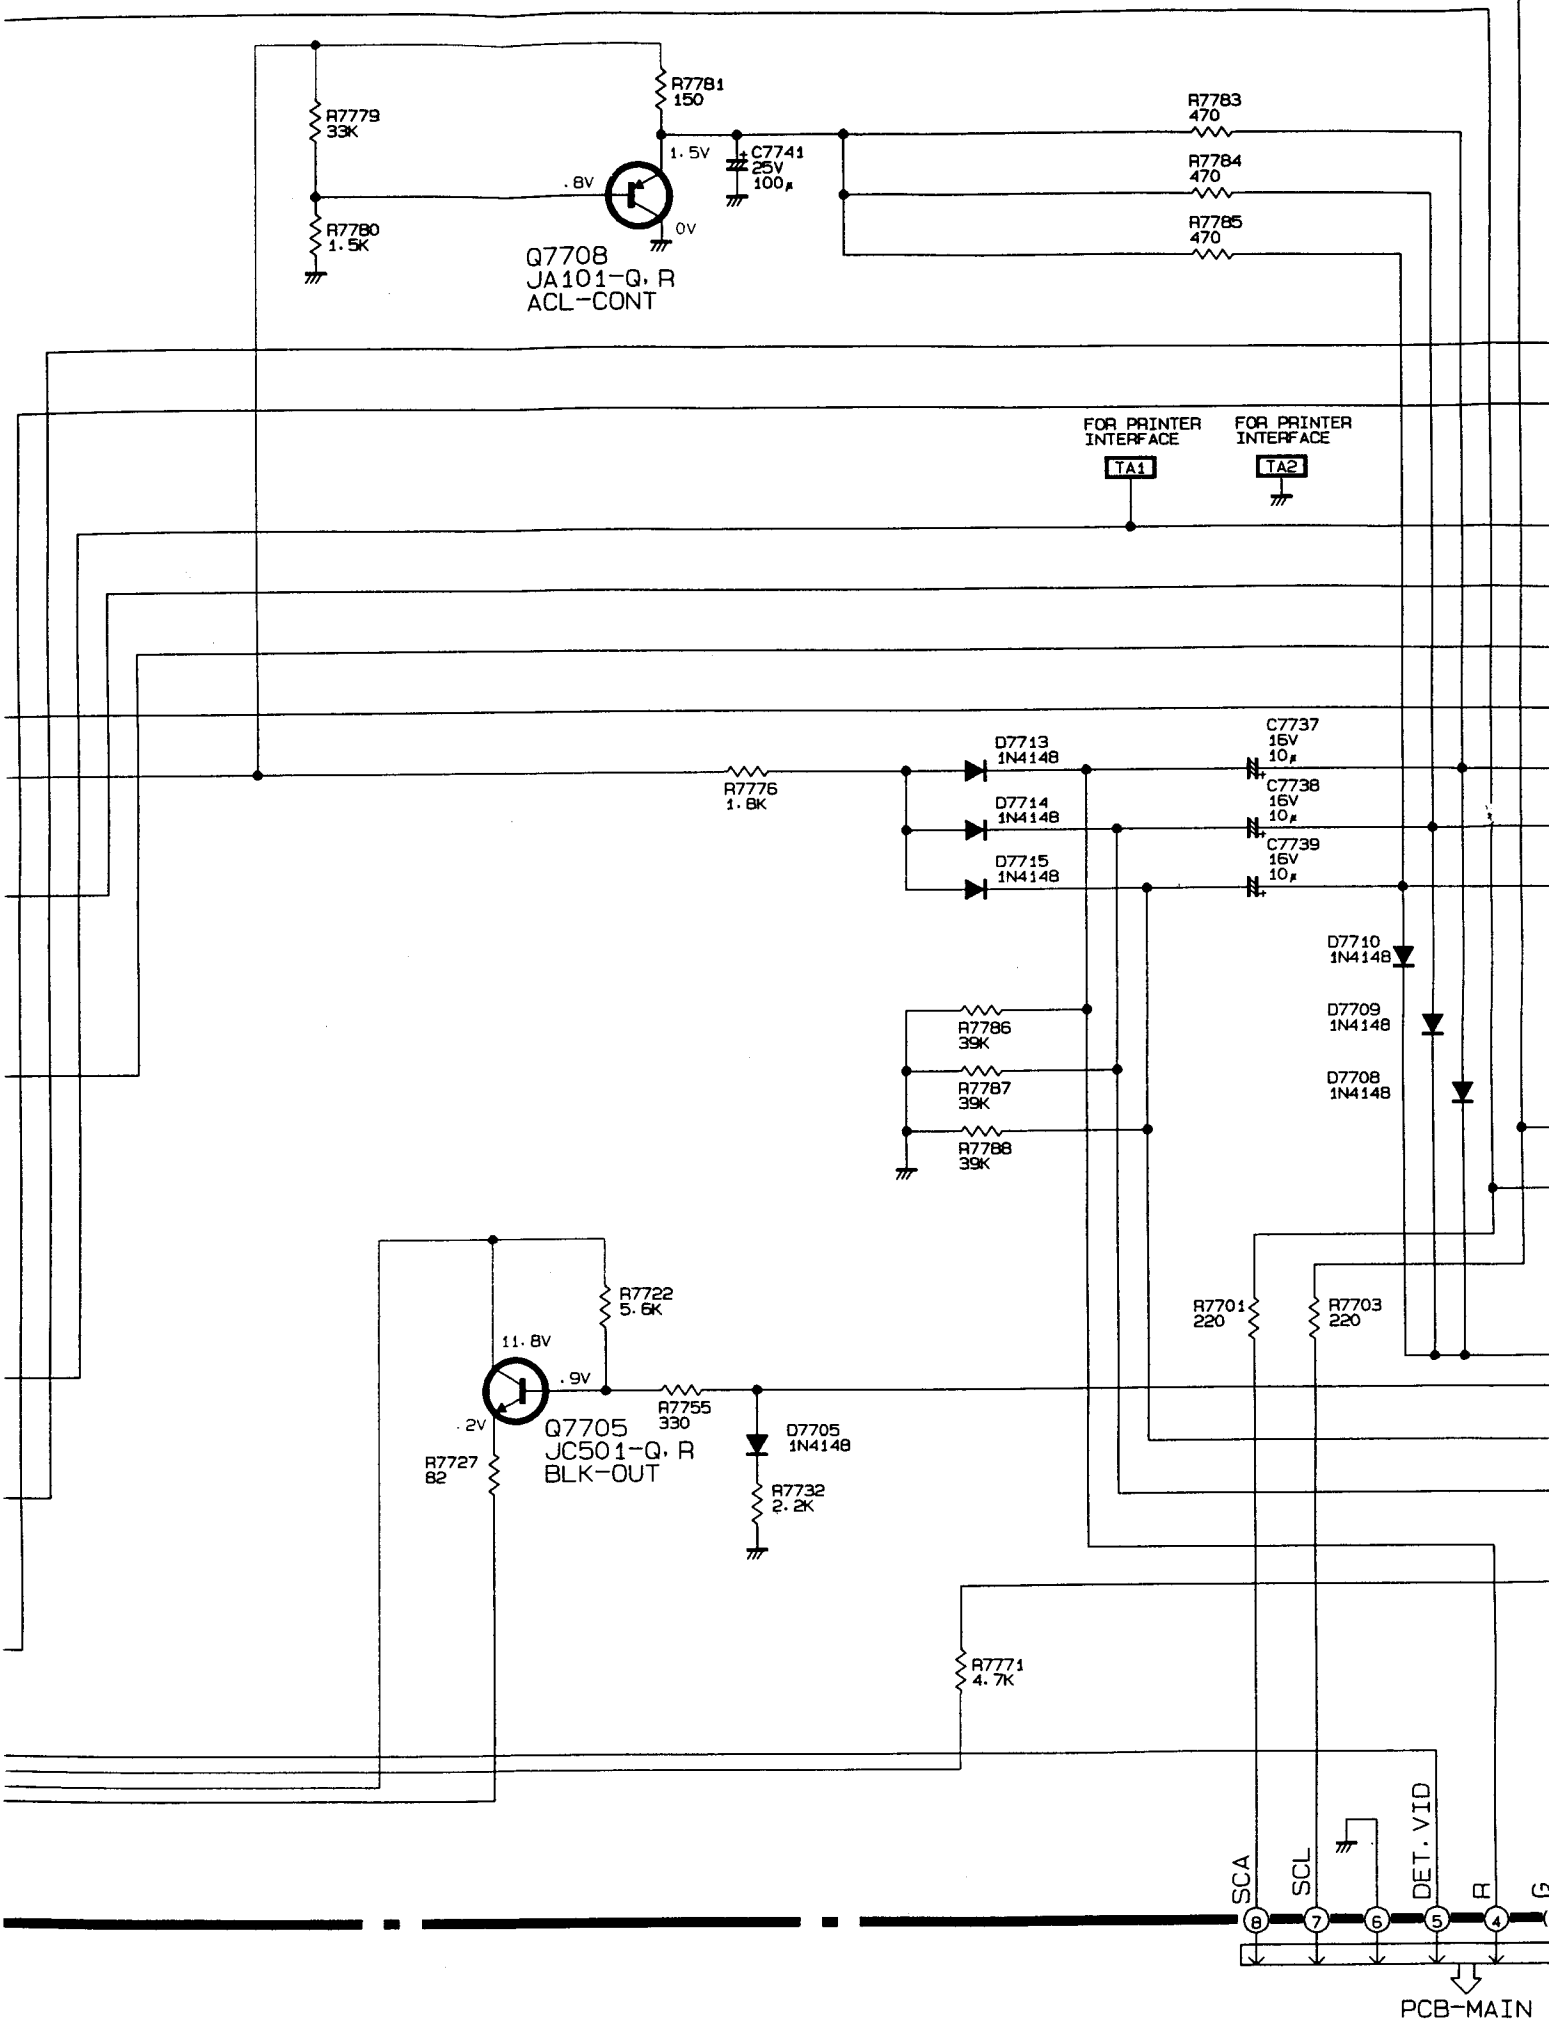 R7781
150
R7779
33K
R7783
470
1.5V
C7741
+
25V
100µ
R7784
470
.8V
R7780
1.5K
0V
R7785
470
Q7708
JA101-Q,R
ACL-CONT
FOR PRINTER
INTERFACE
TA1
FOR PRINTER
INTERFACE
TA2
R7776
1.8K
D7713
1N4148
D7714
1N4148
D7715
1N4148
C7737
16V
10µ
+
C7738
16V
10µ
+
C7739
16V
10µ
+
D7710
1N4148
D7709
1N4148
D7708
1N4148
R7786
39K
R7787
39K
R7788
39K
R7722
5.6K
R7701
220
R7703
220
11.8V
.9V
.2V
Q7705
JC501-Q,R
BLK-OUT
R7755
330
D7705
1N4148
R7727
82
R7732
2.2K
R7771
4.7K
SCA
SCL
DET.VID
R
G
8
7
6
5
4
PCB-MAIN